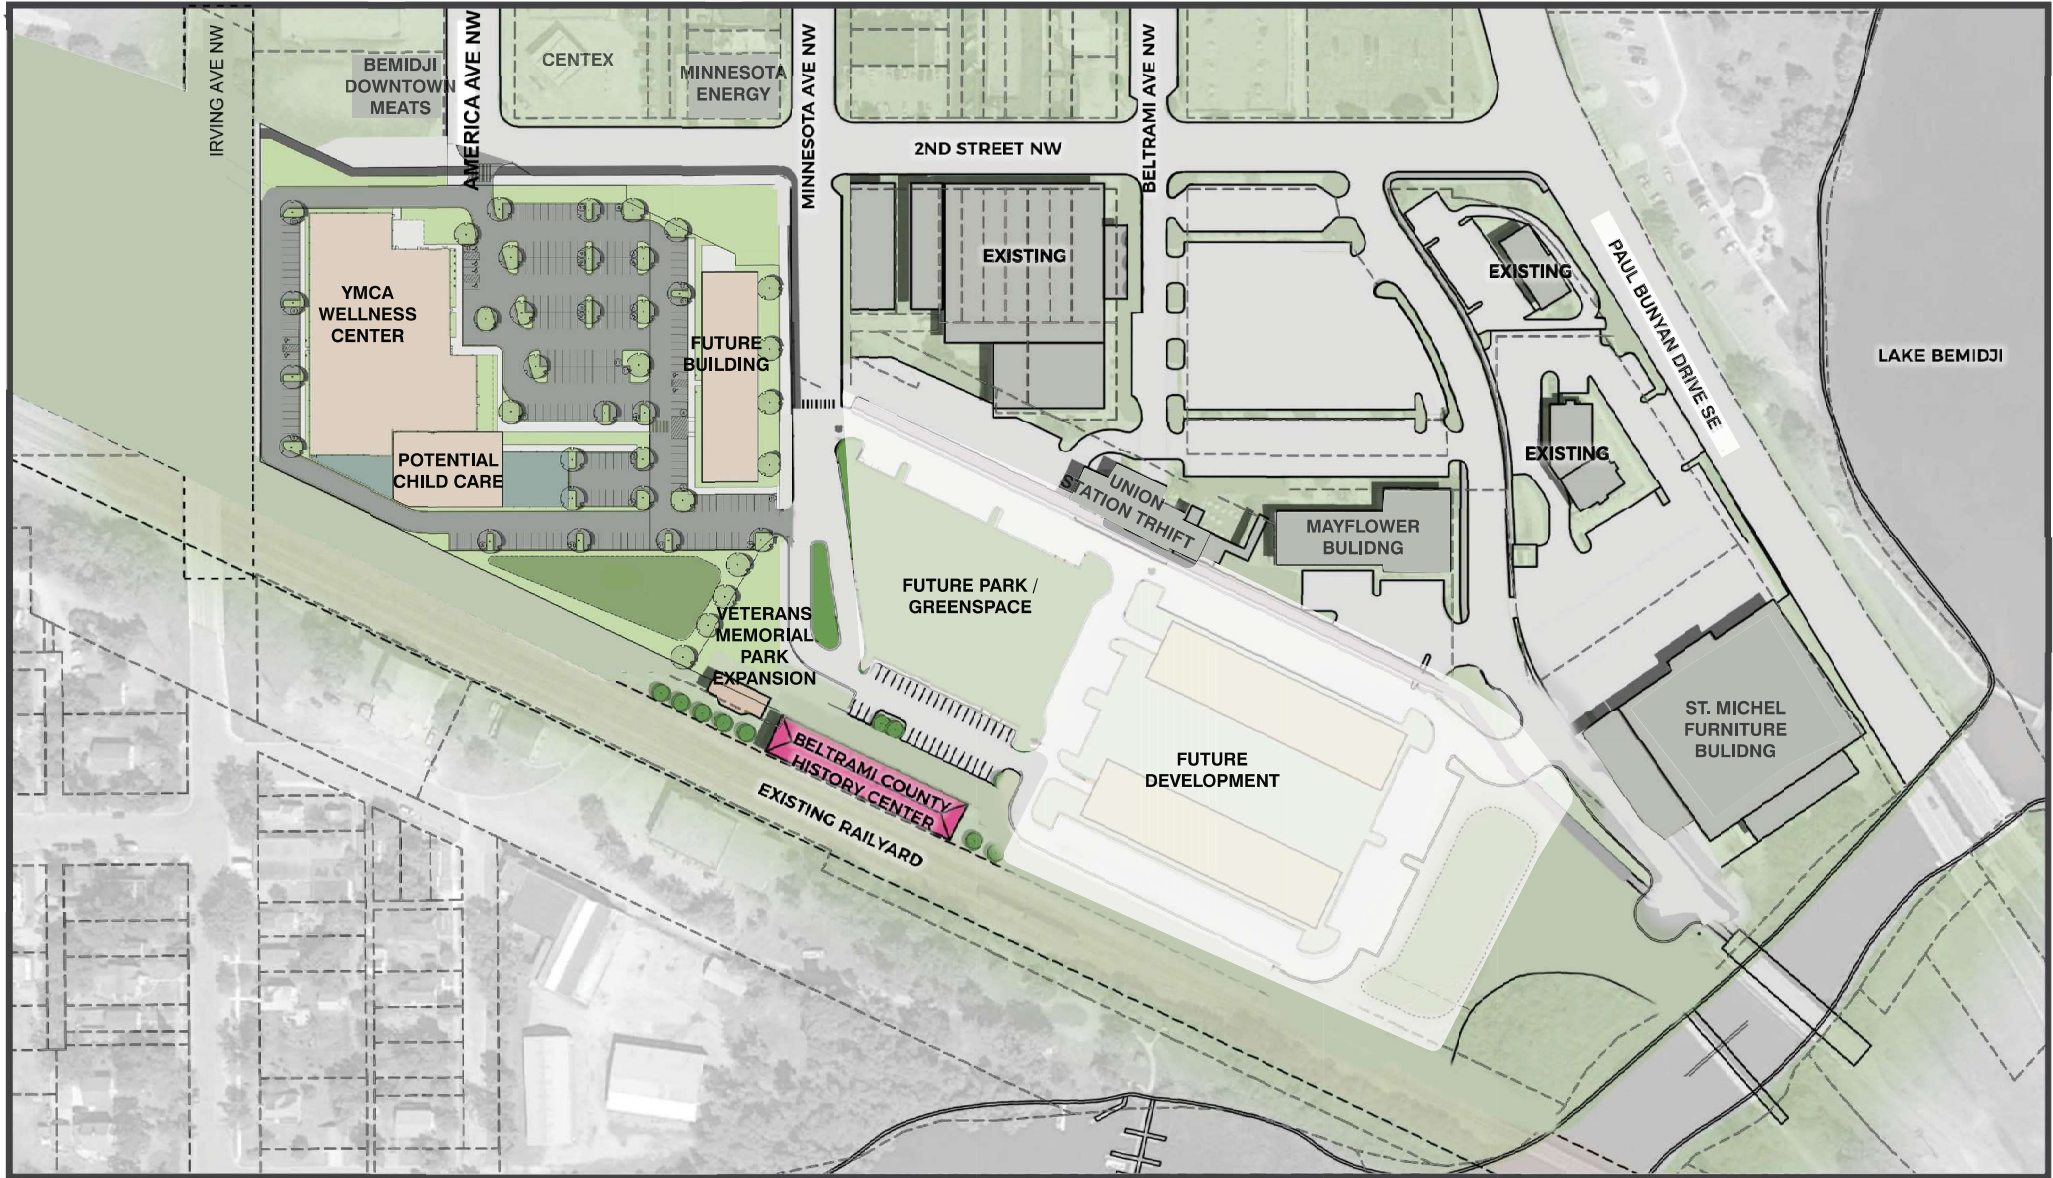 IRVING AVE NW
BEMIDJI
DOWNTOWN
MEATS
AMERICA AVE NW
CENTEX
MINNESOTA
ENERGY
MINNESOTA AVE NW
2ND STREET NW
BELTRAMI AVE NW
PAUL BUNYAN DRIVE SE
LAKE BEMIDJI
YMCA
WELLNESS
CENTER
FUTURE
BUILDING
EXISTING
EXISTING
EXISTING
POTENTIAL
CHILD CARE
UNION
STATION TRHIFT
MAYFLOWER
BULIDNG
FUTURE PARK /
GREENSPACE
VETERANS
MEMORIAL
PARK
EXPANSION
ST. MICHEL
FURNITURE
BULIDNG
BELTRAMI COUNTY
HISTORY CENTER
FUTURE
DEVELOPMENT
EXISTING RAILYARD